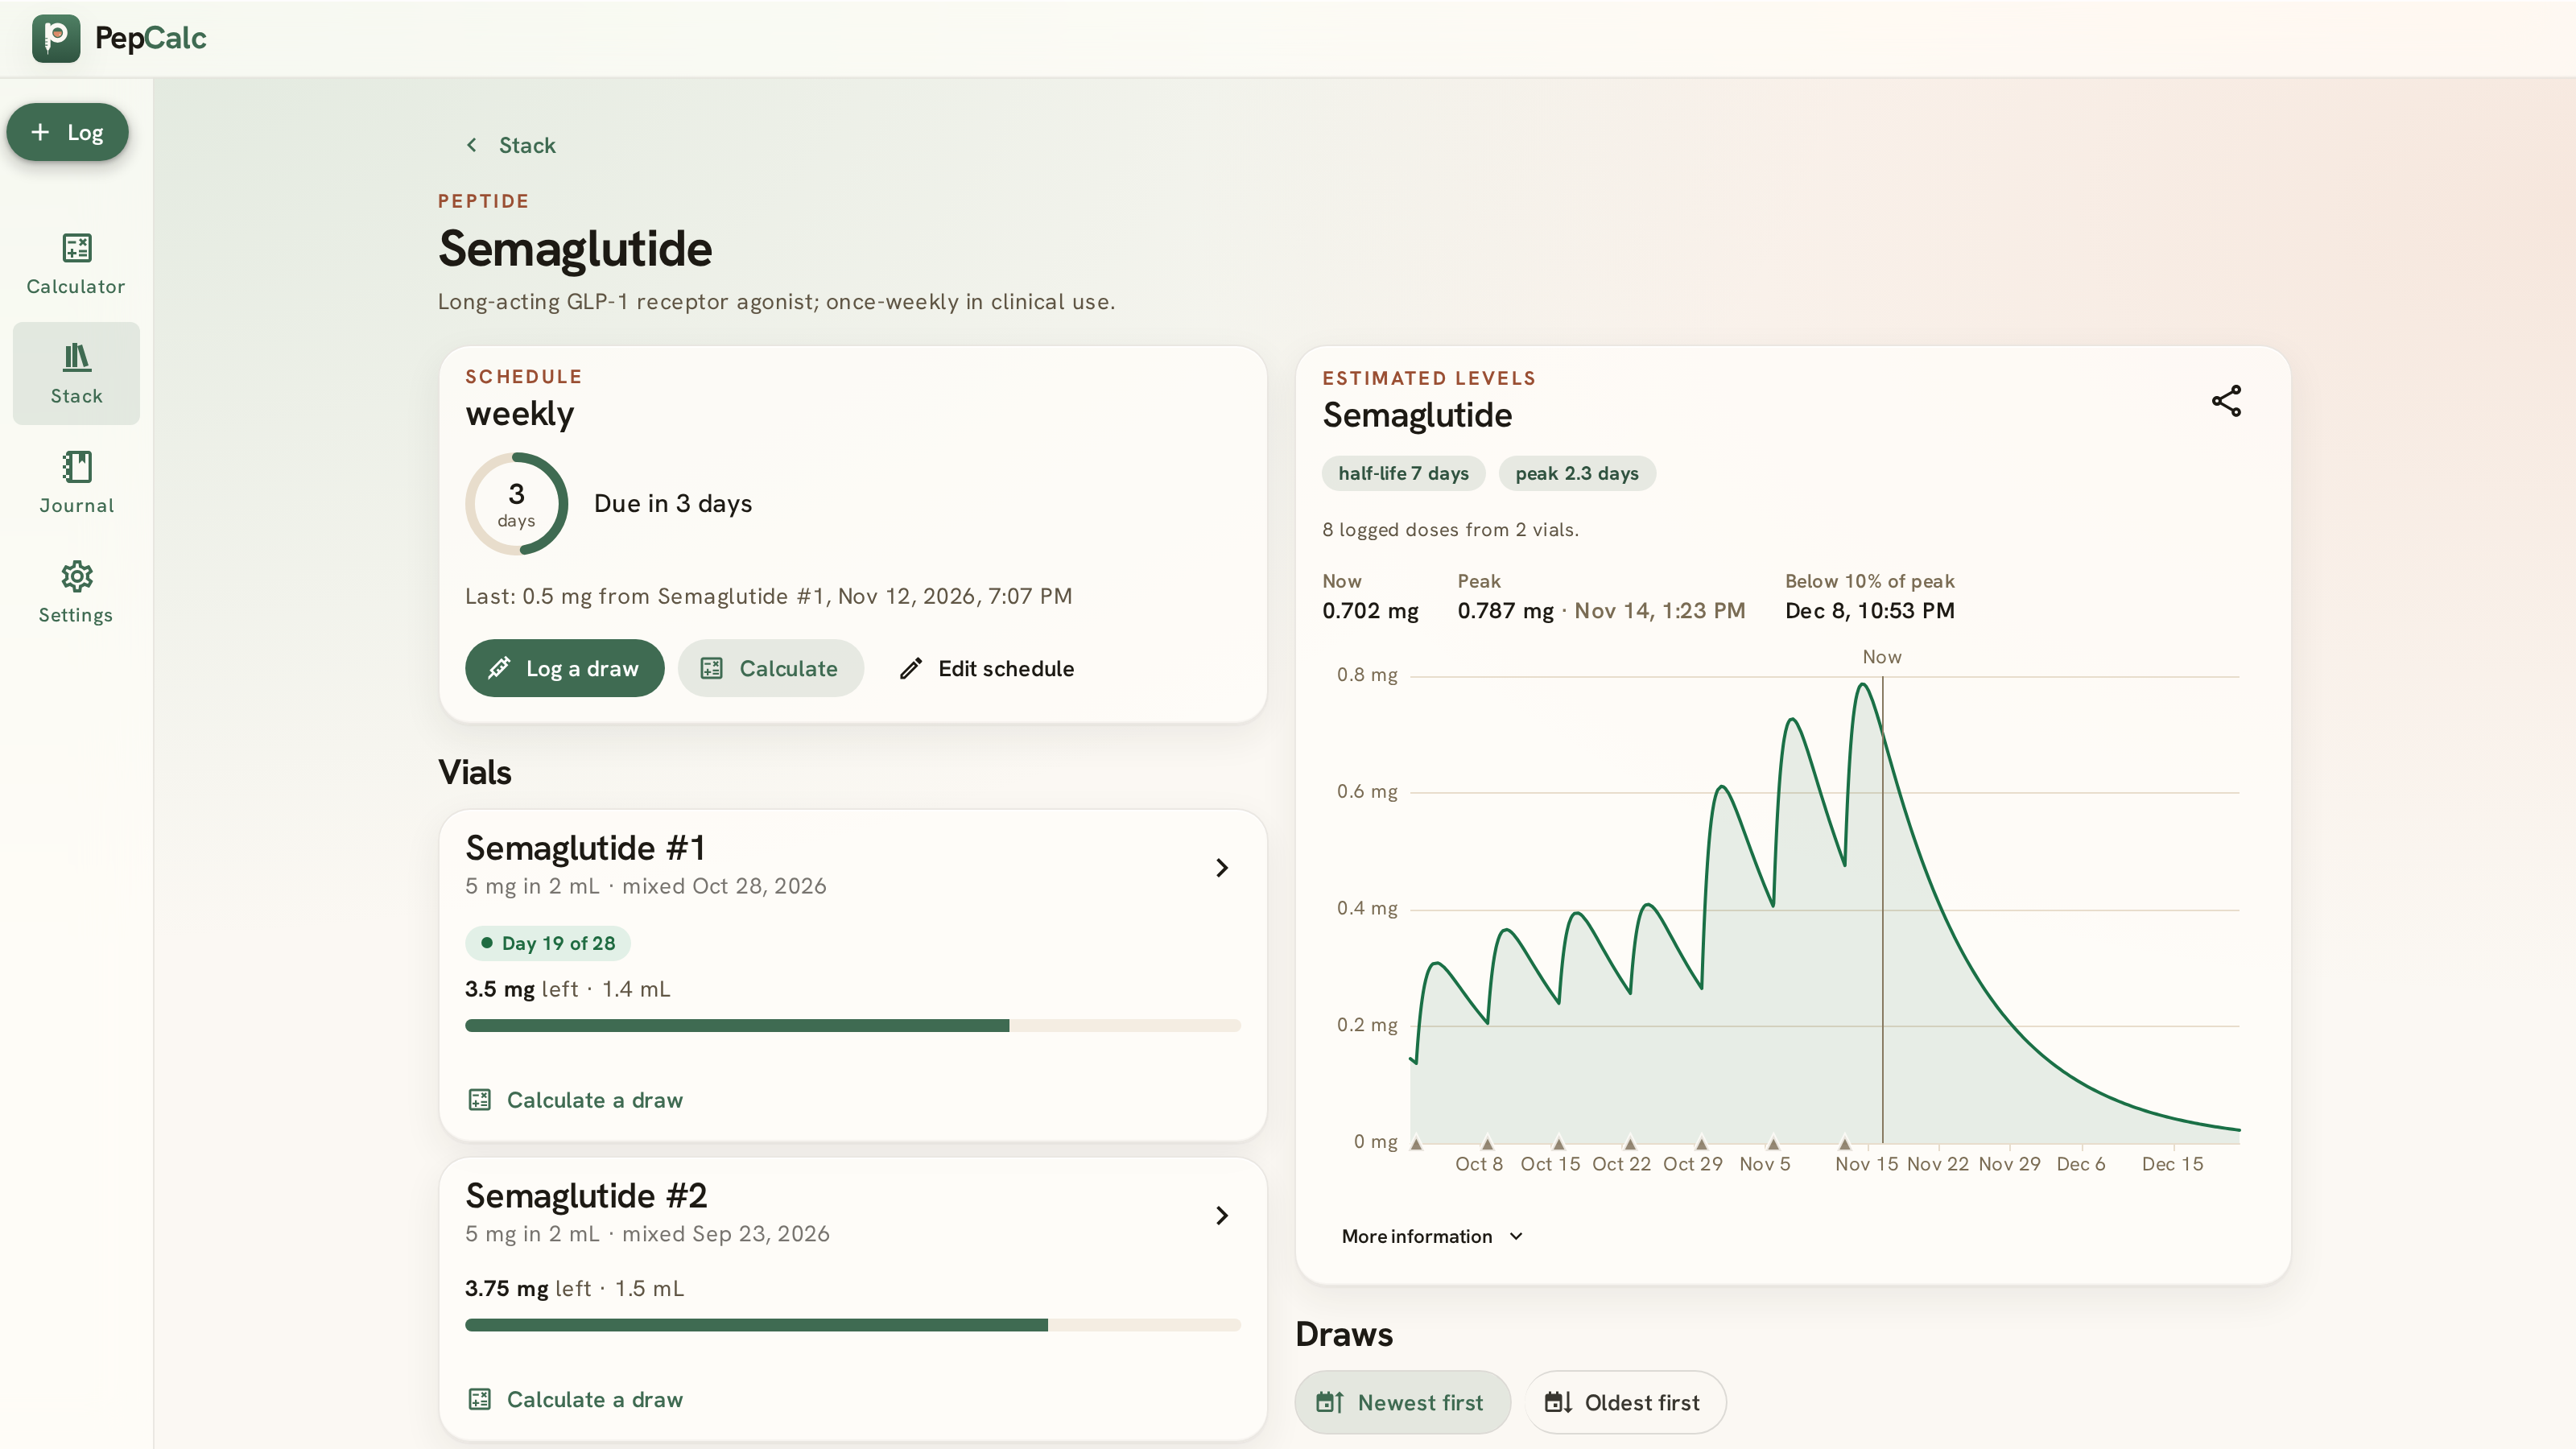 PepCalc
Log
Calculator
Stack
Journal
Settings
Stack
PEPTIDE
Semaglutide
Long-acting GLP-1 receptor agonist; once-weekly in clinical use.
SCHEDULE
weekly
3
days
Due in 3 days
Last: 0.5 mg from Semaglutide #1, Nov 12, 2026, 7:07 PM
Log a draw
Calculate
Edit schedule
Vials
Semaglutide #1
5 mg in 2 mL · mixed Oct 28, 2026
Day 19 of 28
3.5 mg left · 1.4 mL
Calculate a draw
Semaglutide #2
5 mg in 2 mL · mixed Sep 23, 2026
3.75 mg left · 1.5 mL
Calculate a draw
ESTIMATED LEVELS
Semaglutide
half-life 7 days
peak 2.3 days
8 logged doses from 2 vials.
Now
0.702 mg
Peak
0.787 mg · Nov 14, 1:23 PM
Below 10% of peak
Dec 8, 10:53 PM
Now
0.8 mg
0.6 mg
0.4 mg
0.2 mg
0 mg
Oct 8 Oct 15 Oct 22 Oct 29 Nov 5 Nov 15 Nov 22 Nov 29 Dec 6 Dec 15
More information
Draws
Newest first
Oldest first